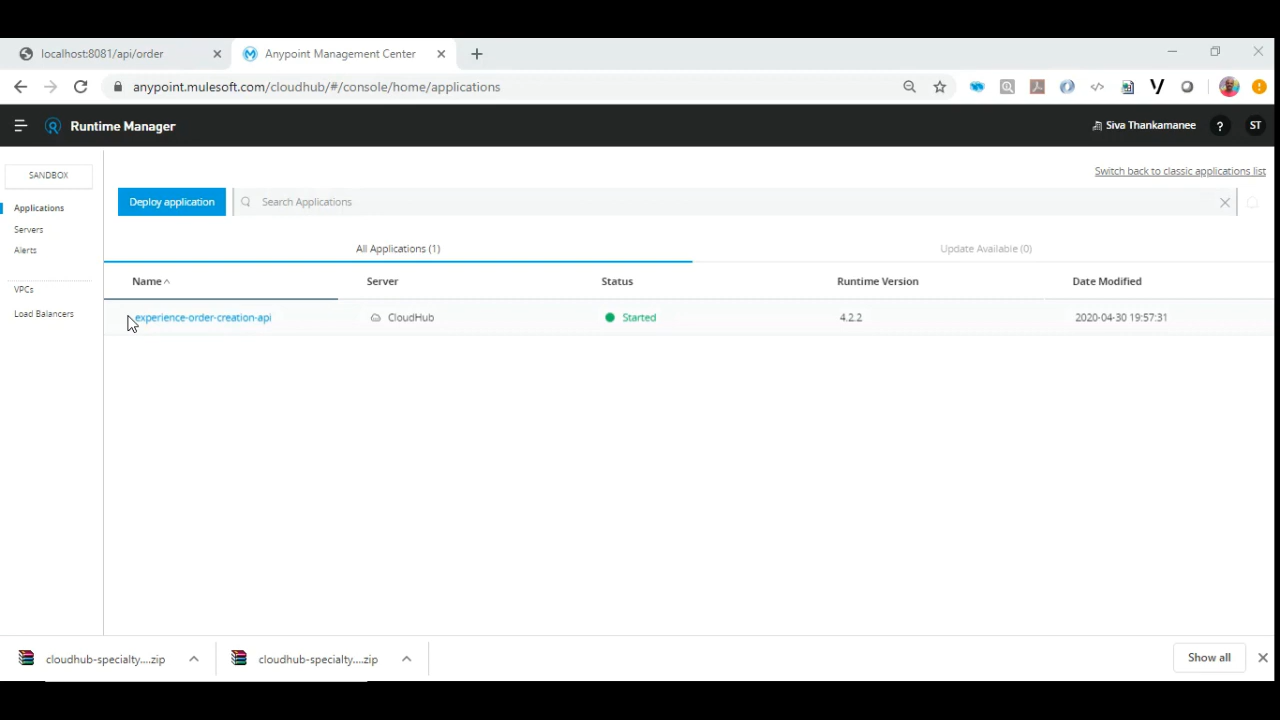 localhost:8081/api/order
Anypoint Management Center
anypoint.mulesoft.com/cloudhub/#/console/home/applications
Runtime Manager
Siva Thankamanee
?
ST
SANDBOX
Applications
Servers
Alerts
VPCs
Load Balancers
Switch back to classic applications list
Deploy application
Search Applications
All Applications (1)
Update Available (0)
Name
Server
Status
Runtime Version
Date Modified
experience-order-creation-api
CloudHub
Started
4.2.2
2020-04-30 19:57:31
cloudhub-specialty....zip
cloudhub-specialty....zip
Show all